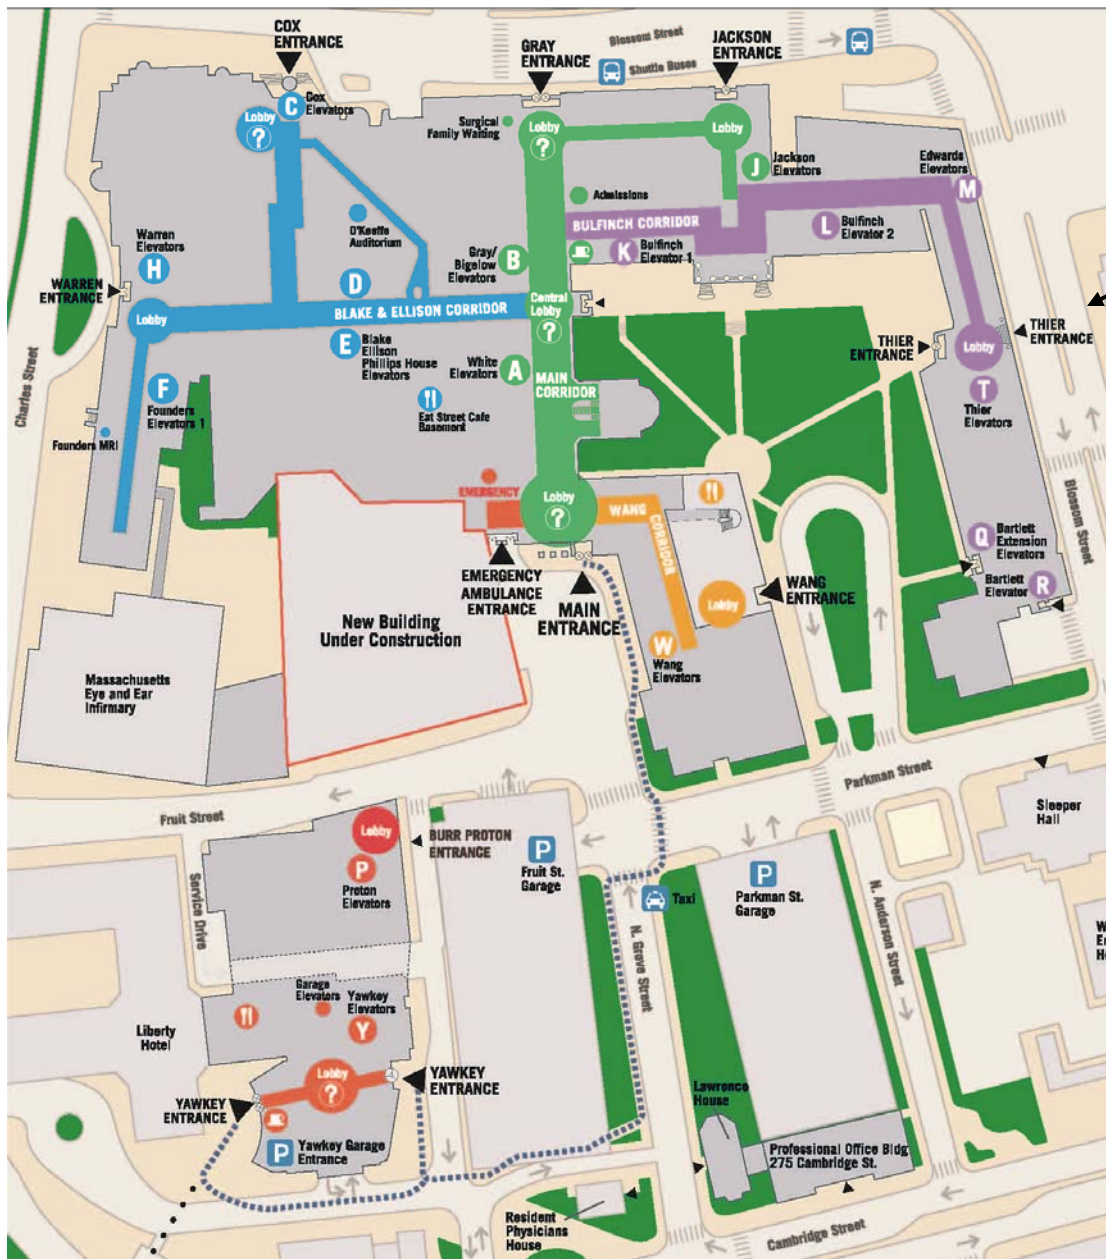 COX
ENTRANCE
GRAY
ENTRANCE
JACKSON
ENTRANCE
Blossom Street
Shuttle Buses
C
Cox
Elevators
Lobby
?
Surgical
Family Waiting
Lobby
?
Lobby
J
Jackson
Elevators
Edwards
Elevators
M
Admissions
O'Keeffe
Auditorium
BULFINCH CORRIDOR
K
Bulfinch
Elevator 1
L
Bulfinch
Elevator 2
Warren
Elevators
H
Gray/
Bigelow
Elevators
B
WARREN
ENTRANCE
D
Lobby
BLAKE & ELLISON CORRIDOR
Central
Lobby
?
E
Blake
Ellison
Phillips House
Elevators
White
Elevators
A
MAIN
CORRIDOR
THIER
ENTRANCE
Lobby
THIER
ENTRANCE
T
Thier
Elevators
Charles Street
F
Founders
Elevators 1
Founders MRI
Eat Street Cafe
Basement
EMERGENCY
Lobby
?
WANG
CORRIDOR
Blossom Street
Q
Bartlett
Extension
Elevators
Bartlett
Elevator
R
EMERGENCY
AMBULANCE
ENTRANCE
MAIN
ENTRANCE
Lobby
WANG
ENTRANCE
W
Wang
Elevators
New Building
Under Construction
Massachusetts
Eye and Ear
Infirmary
Parkman Street
Fruit Street
Sleeper
Hall
Lobby
BURR PROTON
ENTRANCE
P
Proton
Elevators
P
Fruit St.
Garage
Taxi
P
Parkman St.
Garage
Service Drive
N. Grove Street
N. Anderson Street
Garage
Elevators
Yawkey
Elevators
Y
Liberty
Hotel
Lobby
?
YAWKEY
ENTRANCE
YAWKEY
ENTRANCE
P
Yawkey Garage
Entrance
Lawrence
House
Professional Office Bldg
275 Cambridge St.
Resident
Physicians
House
Cambridge Street